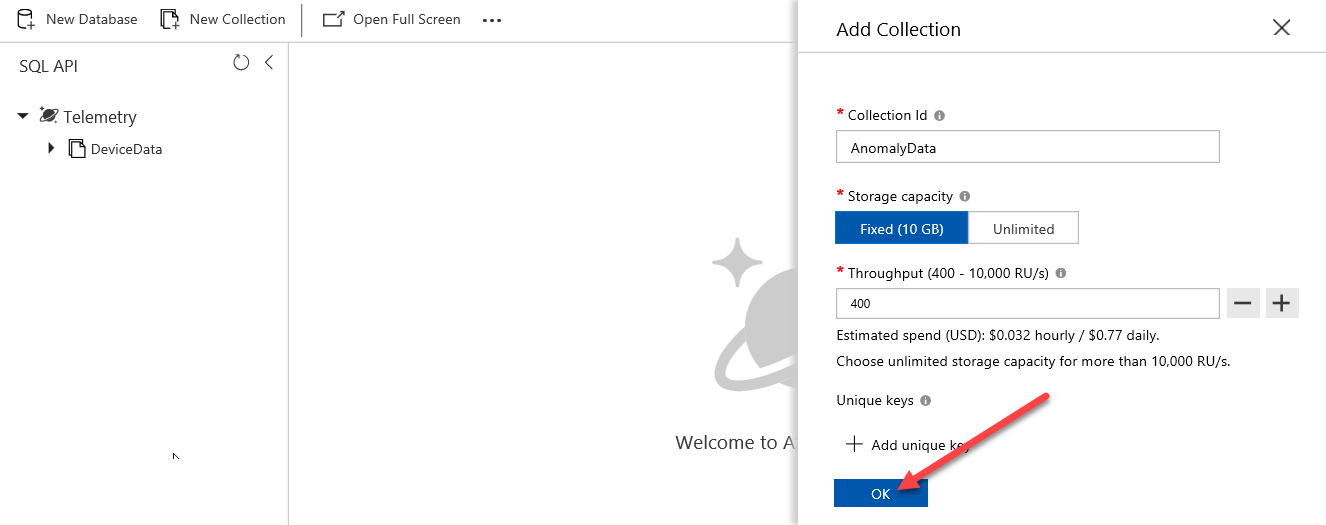 New Database New Collection Open Full Screen ...
SQL API
Telemetry
DeviceData
Welcome to A
Add Collection
* Collection Id
AnomalyData
* Storage capacity
Fixed (10 GB) Unlimited
* Throughput (400 - 10,000 RU/s)
400
Estimated spend (USD): $0.032 hourly / $0.77 daily.
Choose unlimited storage capacity for more than 10,000 RU/s.
Unique keys
Add unique key
OK